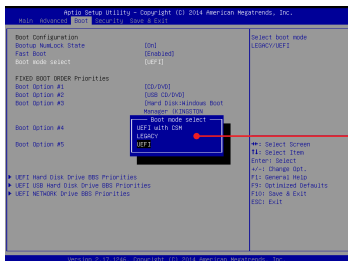 Aptio Setup Utility - Copyright (C) 2014 American Megatrends, Inc.
Main Advanced Boot Security Save & Exit
Boot Configuration
Bootup NumLock State [On]
Fast Boot [Enabled]
Boot mode select [UEFI]
FIXED BOOT ORDER Priorities
Boot Option #1 [CD/DVD]
Boot Option #2 [USB CD/DVD]
Boot Option #3 [Hard Disk:Windows Boot
Manager (KINGSTON
Boot mode select
UEFI with CSM
LEGACY
UEFI
Boot Option #4
Boot Option #5
UEFI Hard Disk Drive BBS Priorities
UEFI USB Hard Disk Drive BBS Priorities
UEFI NETWORK Drive BBS Priorities
Select boot mode
LEGACY/UEFI
→←: Select Screen
↑↓: Select Item
Enter: Select
+/-: Change Opt.
F1: General Help
F9: Optimized Defaults
F10: Save & Exit
ESC: Exit
Version 2.17.1246. Copyright (C) 2014 American Megatrends, Inc.